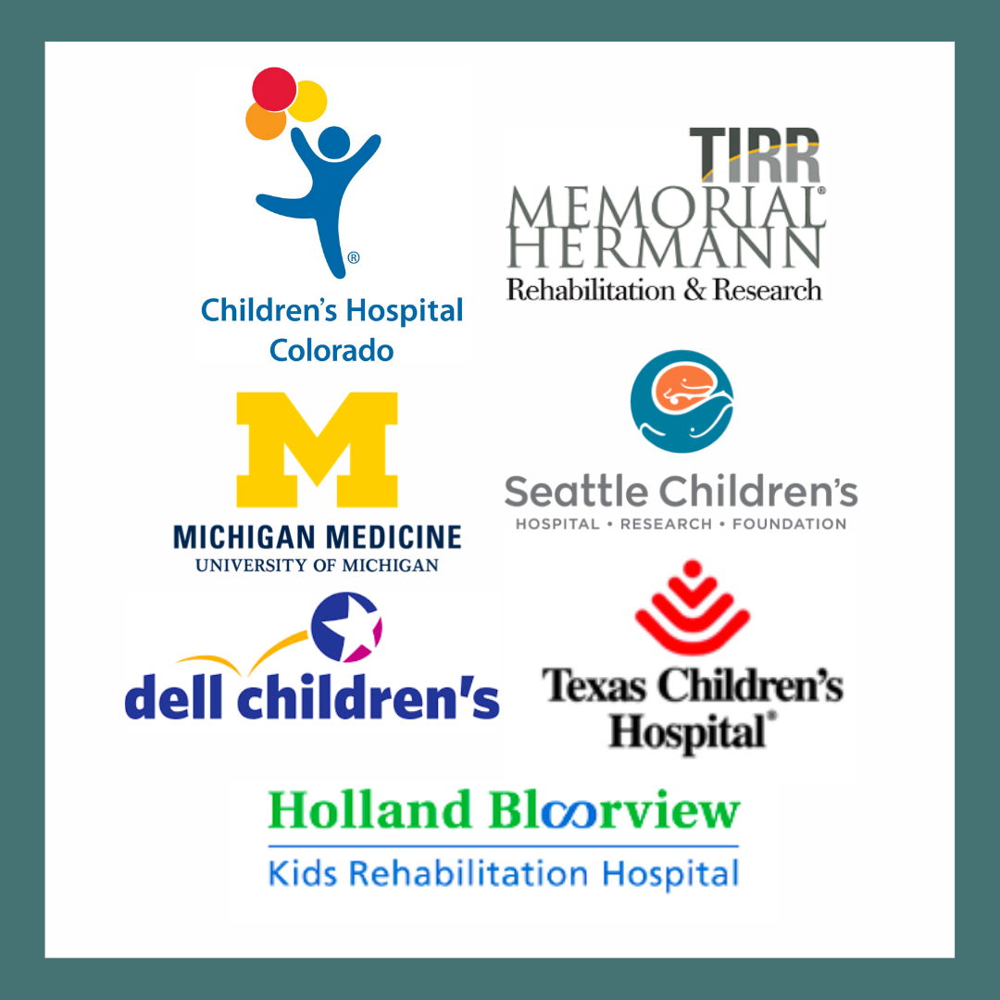 Children's Hospital
Colorado
®
TIRR
MEMORIAL®
HERMANN
Rehabilitation & Research
M
MICHIGAN MEDICINE
UNIVERSITY OF MICHIGAN
Seattle Children's
HOSPITAL • RESEARCH • FOUNDATION
dell children's
Texas Children's
Hospital®
Holland Bloorview
Kids Rehabilitation Hospital